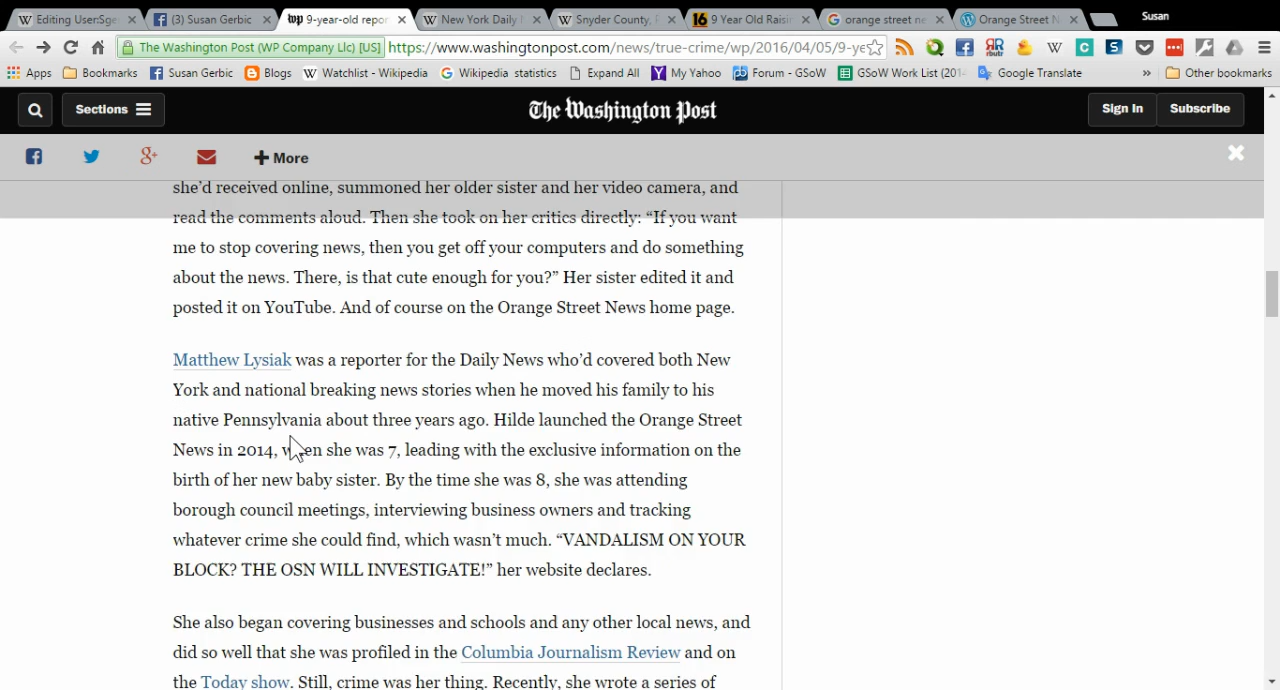 Susan
Editing User:Sge
(3) Susan Gerbic
9-year-old repor
New York Daily
Snyder County,
9 Year Old Raisi
orange street ne
Orange Street N
The Washington Post (WP Company Llc) [US]
https://www.washingtonpost.com/news/true-crime/wp/2016/04/05/9-ye
Apps
Bookmarks
Susan Gerbic
Blogs
Watchlist - Wikipedia
Wikipedia statistics
Expand All
My Yahoo
Forum - GSoW
GSoW Work List (201
Google Translate
»
Other bookmarks
Sections
The Washington Post
Sign In
Subscribe
+ More
she’d received online, summoned her older sister and her video camera, and
read the comments aloud. Then she took on her critics directly: “If you want
me to stop covering news, then you get off your computers and do something
about the news. There, is that cute enough for you?” Her sister edited it and
posted it on YouTube. And of course on the Orange Street News home page.
Matthew Lysiak was a reporter for the Daily News who’d covered both New
York and national breaking news stories when he moved his family to his
native Pennsylvania about three years ago. Hilde launched the Orange Street
News in 2014, when she was 7, leading with the exclusive information on the
birth of her new baby sister. By the time she was 8, she was attending
borough council meetings, interviewing business owners and tracking
whatever crime she could find, which wasn’t much. “VANDALISM ON YOUR
BLOCK? THE OSN WILL INVESTIGATE!” her website declares.
She also began covering businesses and schools and any other local news, and
did so well that she was profiled in the Columbia Journalism Review and on
the Today show. Still, crime was her thing. Recently, she wrote a series of